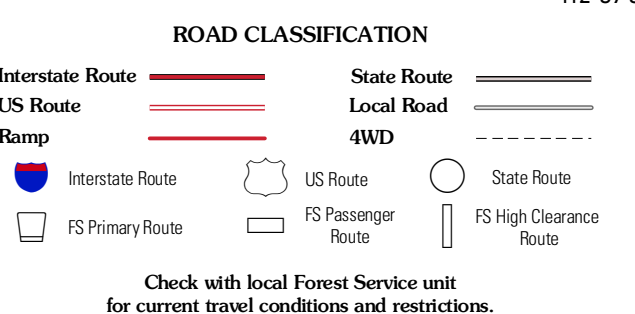 ROAD CLASSIFICATION
Interstate Route
State Route
US Route
Local Road
Ramp
4WD
Interstate Route
US Route
State Route
FS Primary Route
FS Passenger
Route
FS High Clearance
Route
Check with local Forest Service unit
for current travel conditions and restrictions.